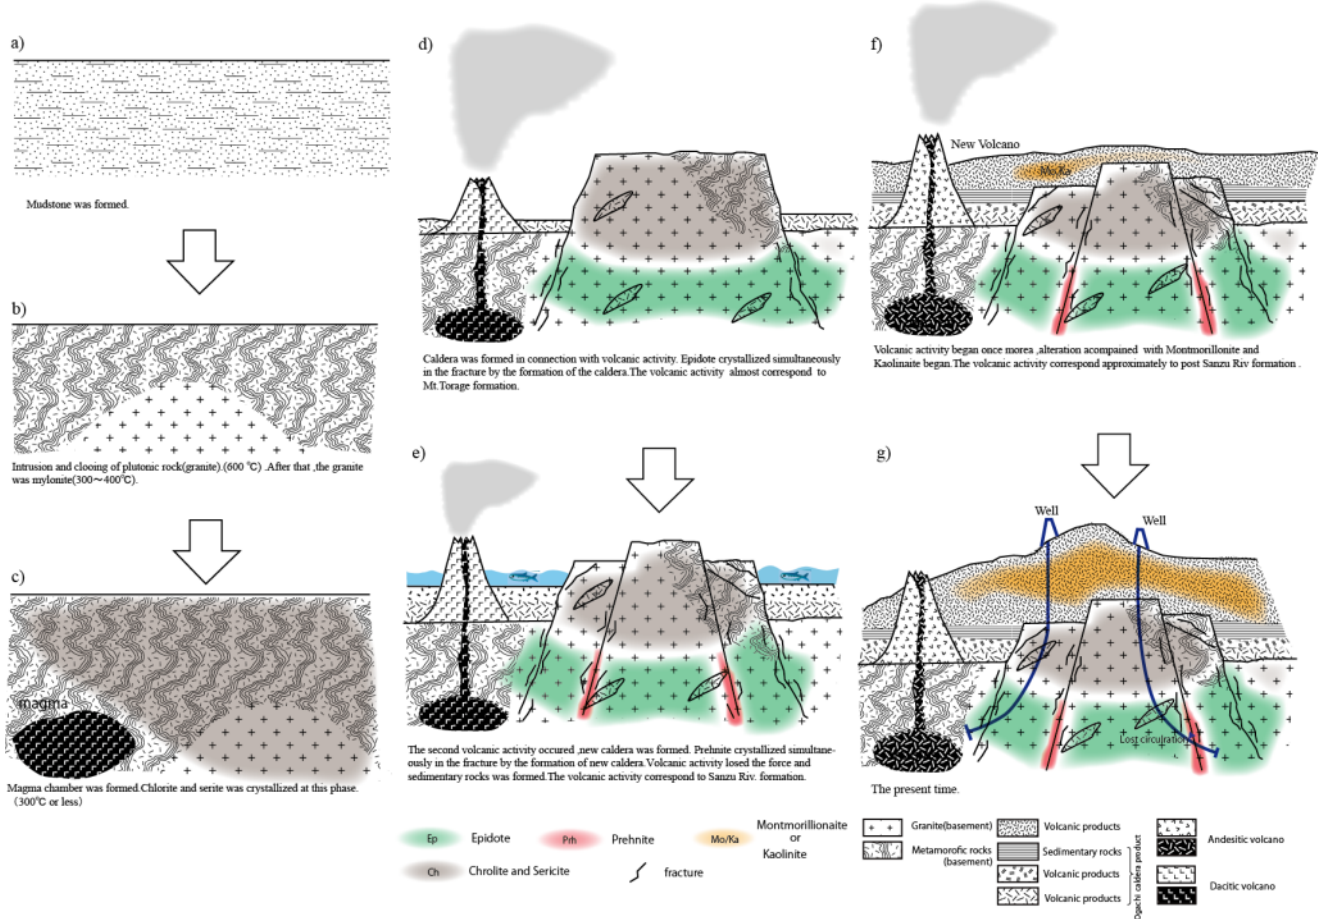 a)
Mudstone was formed.
b)
Intrusion and clooing of plutonic rock(granite).(600 ℃) .After that ,the granite
was mylonite(300〜400℃).
c)
magma
Magma chamber was formed.Chlorite and serite was crystallized at this phase.
(300℃ or less)
d)
Caldera was formed in connection with volcanic activity. Epidote crystallized simultaneously
in the fracture by the formation of the caldera.The volcanic activity almost correspond to
Mt.Torage formation.
e)
The second volcanic activity occured ,new caldera was formed. Prehnite crystallized simultane-
ously in the fracture by the formation of new caldera.Volcanic activity losed the force and
sedimentary rocks was formed.The volcanic activity correspond to Sanzu Riv. formation.
f)
New Volcano
Mo/Ka
Volcanic activity began once morea ,alteration acompained with Montmorillonite and
Kaolinaite began.The volcanic activity correspond approximately to post Sanzu Riv formation .
g)
Well
Well
Lost circulration
The present time.
Ep
Epidote
Prh
Prehnite
Mo/Ka
Montmorillionaite
or
Kaolinite
Ch
Chrolite and Sericite
fracture
Granite(basement)
Metamorofic rocks
(basement)
Volcanic products
Sedimentary rocks
Volcanic products
Volcanic products
Ogachi caldera product
Andesitic volcano
Dacitic volcano